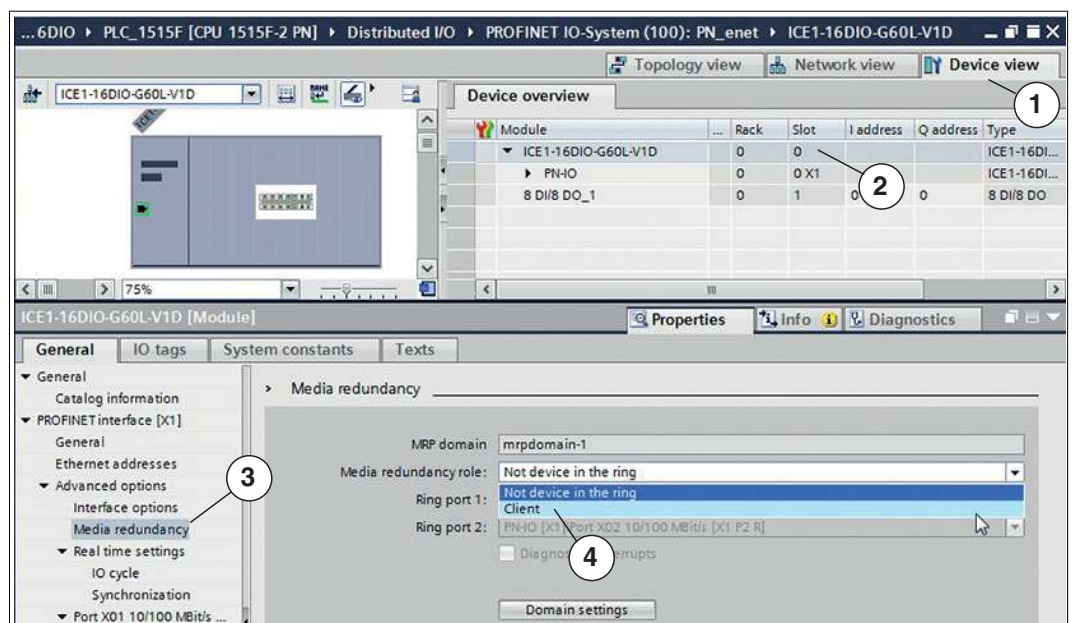 ...6DIO ▸ PLC_1515F [CPU 1515F-2 PN] ▸ Distributed I/O ▸ PROFINET IO-System (100): PN_enet ▸ ICE1-16DIO-G60L-V1D
Topology view Network view Device view
1
ICE1-16DIO-G60L-V1D
Device overview
Module ... Rack Slot I address Q address Type
ICE1-16DIO-G60L-V1D 0 0 ICE1-16DI...
PN-IO 0 0 X1 ICE1-16DI...
2
8 DI/8 DO_1 0 1 0 0 8 DI/8 DO
75%
ICE1-16DIO-G60L-V1D [Module]
Properties Info Diagnostics
General IO tags System constants Texts
General
Catalog information
PROFINET interface [X1]
General
Ethernet addresses
Advanced options
Interface options
Media redundancy
Real time settings
IO cycle
Synchronization
Port X01 10/100 MBit/s ...
3
Media redundancy
MRP domain mrpdomain-1
Media redundancy role: Not device in the ring
Ring port 1: Not device in the ring
Client
Ring port 2: PN-IO [X1] Port X02 10/100 MBit/s [X1 P2 R]
4
Domain settings